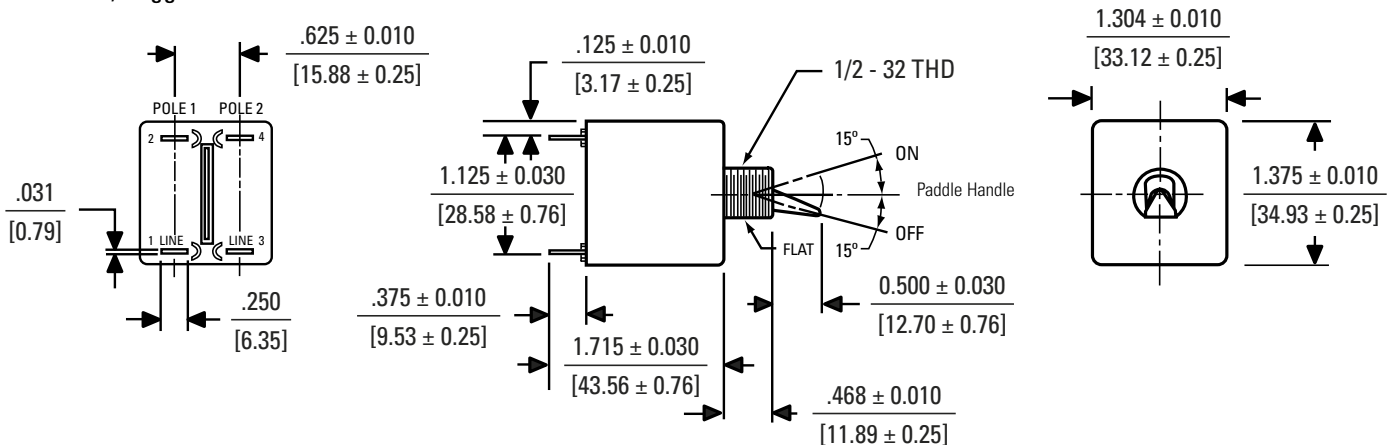 .625 ± 0.010
[15.88 ± 0.25]
POLE 1 POLE 2
2 4
1 LINE LINE 3
.031
[0.79]
.250
[6.35]
.125 ± 0.010
[3.17 ± 0.25]
1/2 - 32 THD
1.125 ± 0.030
[28.58 ± 0.76]
15°
ON
Paddle Handle
OFF
15°
FLAT
.375 ± 0.010
[9.53 ± 0.25]
1.715 ± 0.030
[43.56 ± 0.76]
0.500 ± 0.030
[12.70 ± 0.76]
.468 ± 0.010
[11.89 ± 0.25]
1.304 ± 0.010
[33.12 ± 0.25]
1.375 ± 0.010
[34.93 ± 0.25]